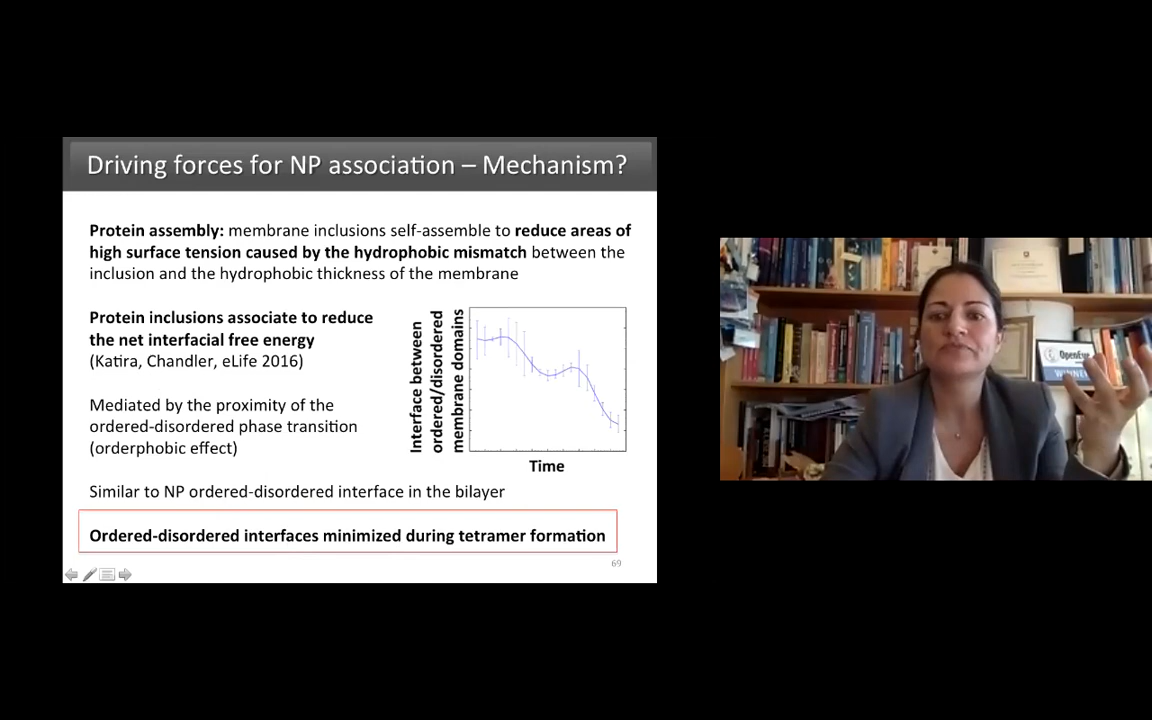 Driving forces for NP association – Mechanism?
Protein assembly: membrane inclusions self-assemble to reduce areas of
high surface tension caused by the hydrophobic mismatch between the
inclusion and the hydrophobic thickness of the membrane
Protein inclusions associate to reduce
the net interfacial free energy
(Katira, Chandler, eLife 2016)
Mediated by the proximity of the
ordered-disordered phase transition
(orderphobic effect)
Interface between
ordered/disordered
membrane domains
Time
Similar to NP ordered-disordered interface in the bilayer
Ordered-disordered interfaces minimized during tetramer formation
69
OpenEye